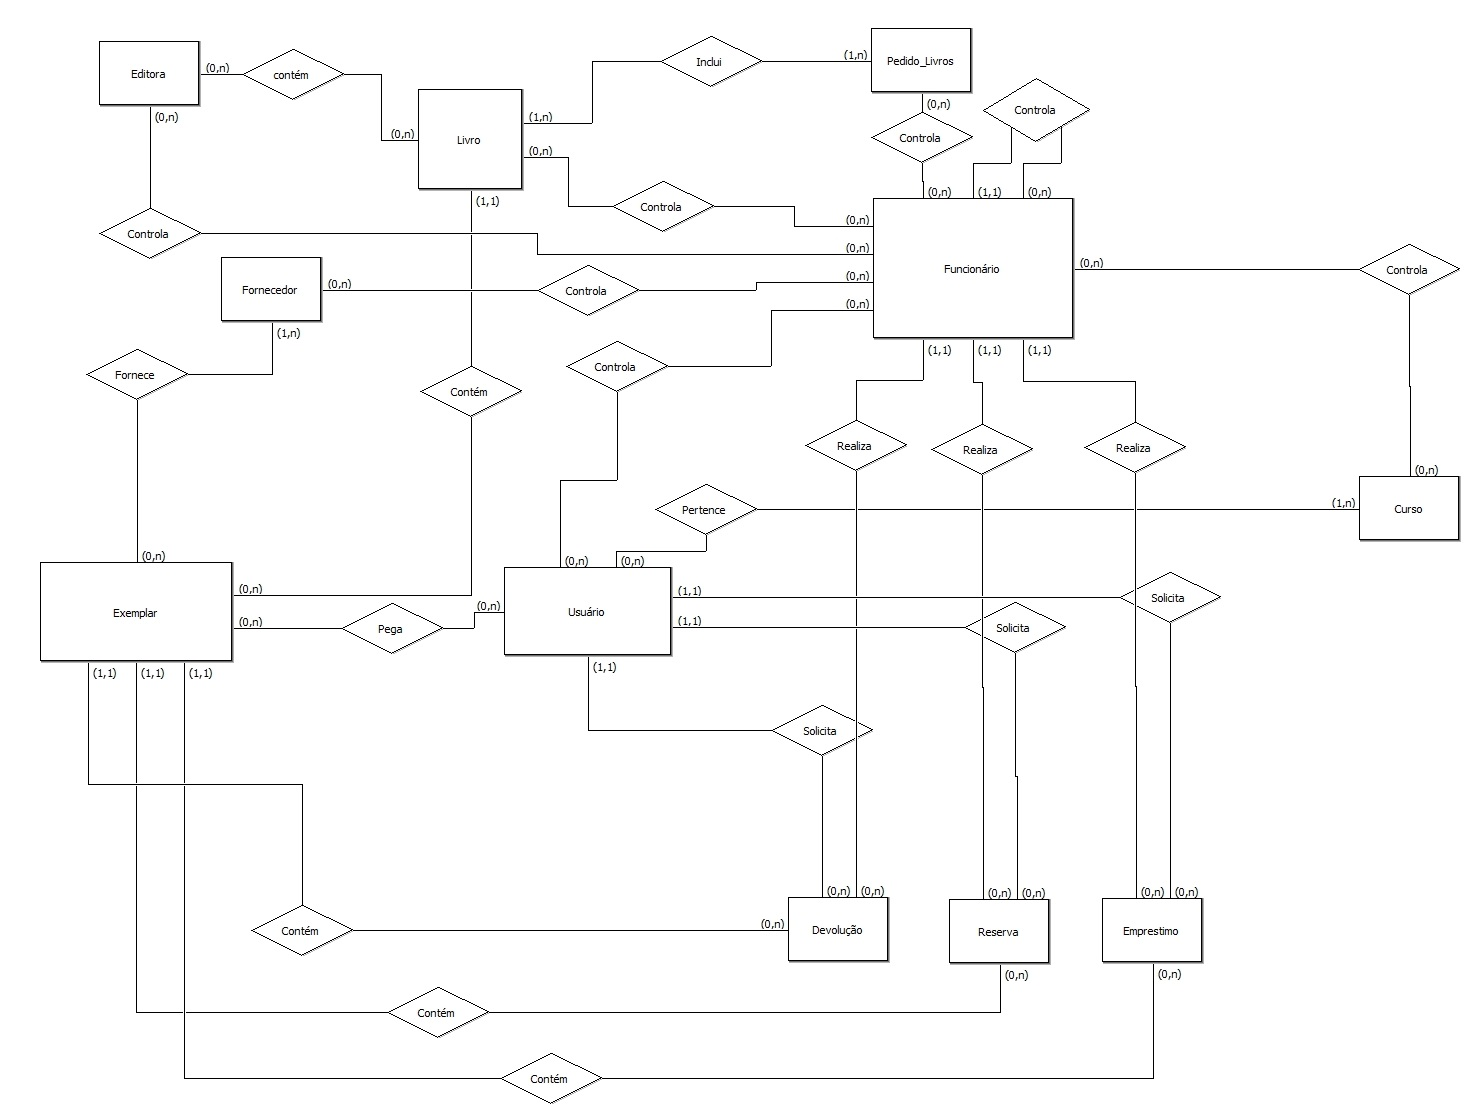 Editora
(0,n)
contém
(0,n)
(0,n)
Livro
(1,n)
(0,n)
(1,1)
Inclui
(1,n)
Pedido_Livros
(0,n)
Controla
(0,n)
Controla
(1,1)
(0,n)
Controla
(0,n)
Controla
(0,n)
Fornecedor
(0,n)
(1,n)
Controla
(0,n)
(0,n)
Funcionário
(0,n)
Controla
(0,n)
Curso
(1,n)
Fornece
(0,n)
Contém
Controla
(0,n)
(1,1)
(1,1)
(1,1)
Realiza
Realiza
Realiza
Pertence
(0,n)
Exemplar
(0,n)
(0,n)
Pega
(0,n)
Usuário
(1,1)
(1,1)
(1,1)
Solicita
Solicita
Solicita
(1,1)
(1,1)
(1,1)
Contém
(0,n)
Devolução
(0,n)
(0,n)
Reserva
(0,n)
(0,n)
(0,n)
Emprestimo
(0,n)
(0,n)
(0,n)
Contém
Contém